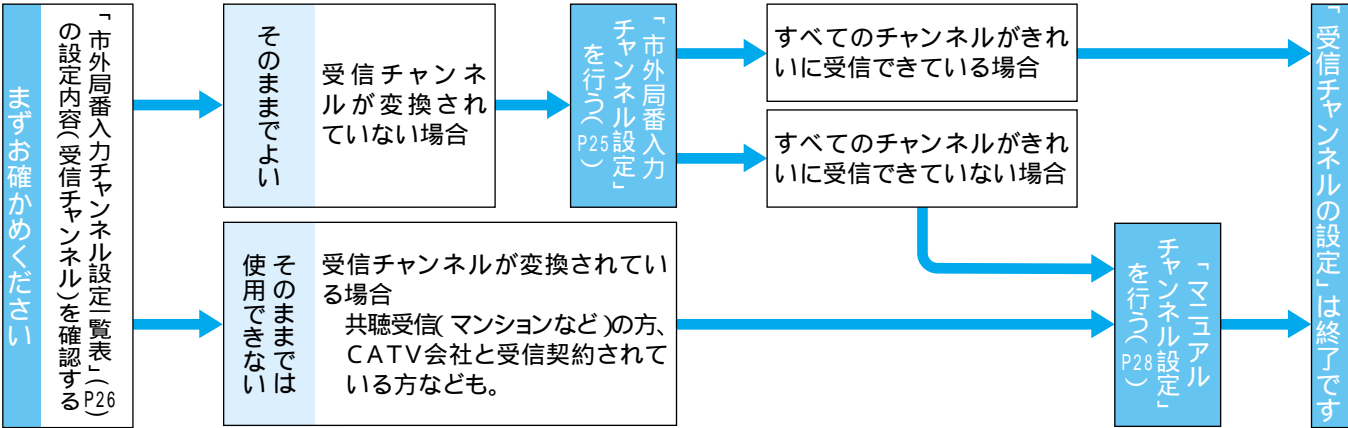 まずお確かめください
「市外局番入力チャンネル設定一覧表」(P26)
の設定内容(受信チャンネル)を確認する
そのままでよい
受信チャンネ
ルが変換され
ていない場合
「市外局番入力
チャンネル設定」
を行う(P25)
すべてのチャンネルがきれ
いに受信できている場合
すべてのチャンネルがきれ
いに受信できていない場合
そのままでは
使用できない
受信チャンネルが変換されてい
る場合
共聴受信(マンションなど)の方、
CATV会社と受信契約されて
いる方なども。
「マニュアル
チャンネル設定」
を行う(P28)
「受信チャンネルの設定」は終了です